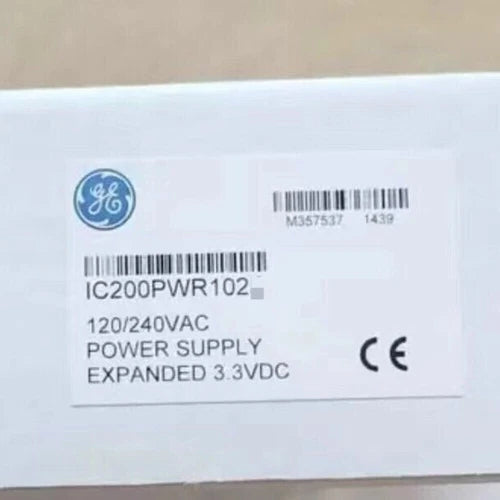 GE
M357537 1439
IC200PWR102
120/240VAC
POWER SUPPLY
EXPANDED 3.3VDC
CE